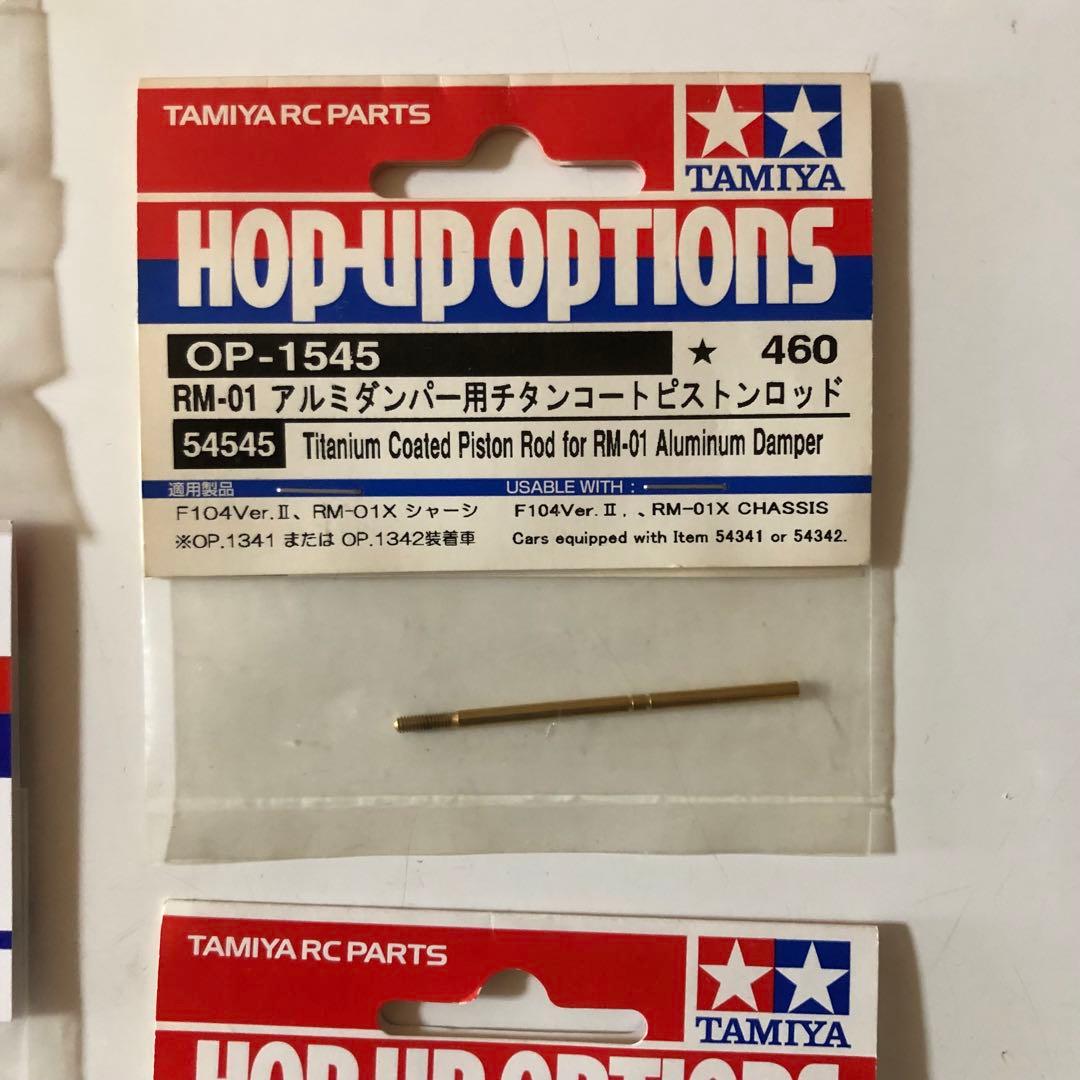 TAMIYA RC PARTS
TAMIYA
HOP-UP OPTIONS
OP-1545 ★ 460
RM-01 アルミダンパー用チタンコートピストンロッド
54545 Titanium Coated Piston Rod for RM-01 Aluminum Damper
適用製品 USABLE WITH :
F104Ver.Ⅱ、RM-01X シャーシ F104Ver.Ⅱ. 、RM-01X CHASSIS
※OP.1341 または OP.1342装着車 Cars equipped with Item 54341 or 54342.
TAMIYA RC PARTS
TAMIYA
HOP-UP OPTIONS